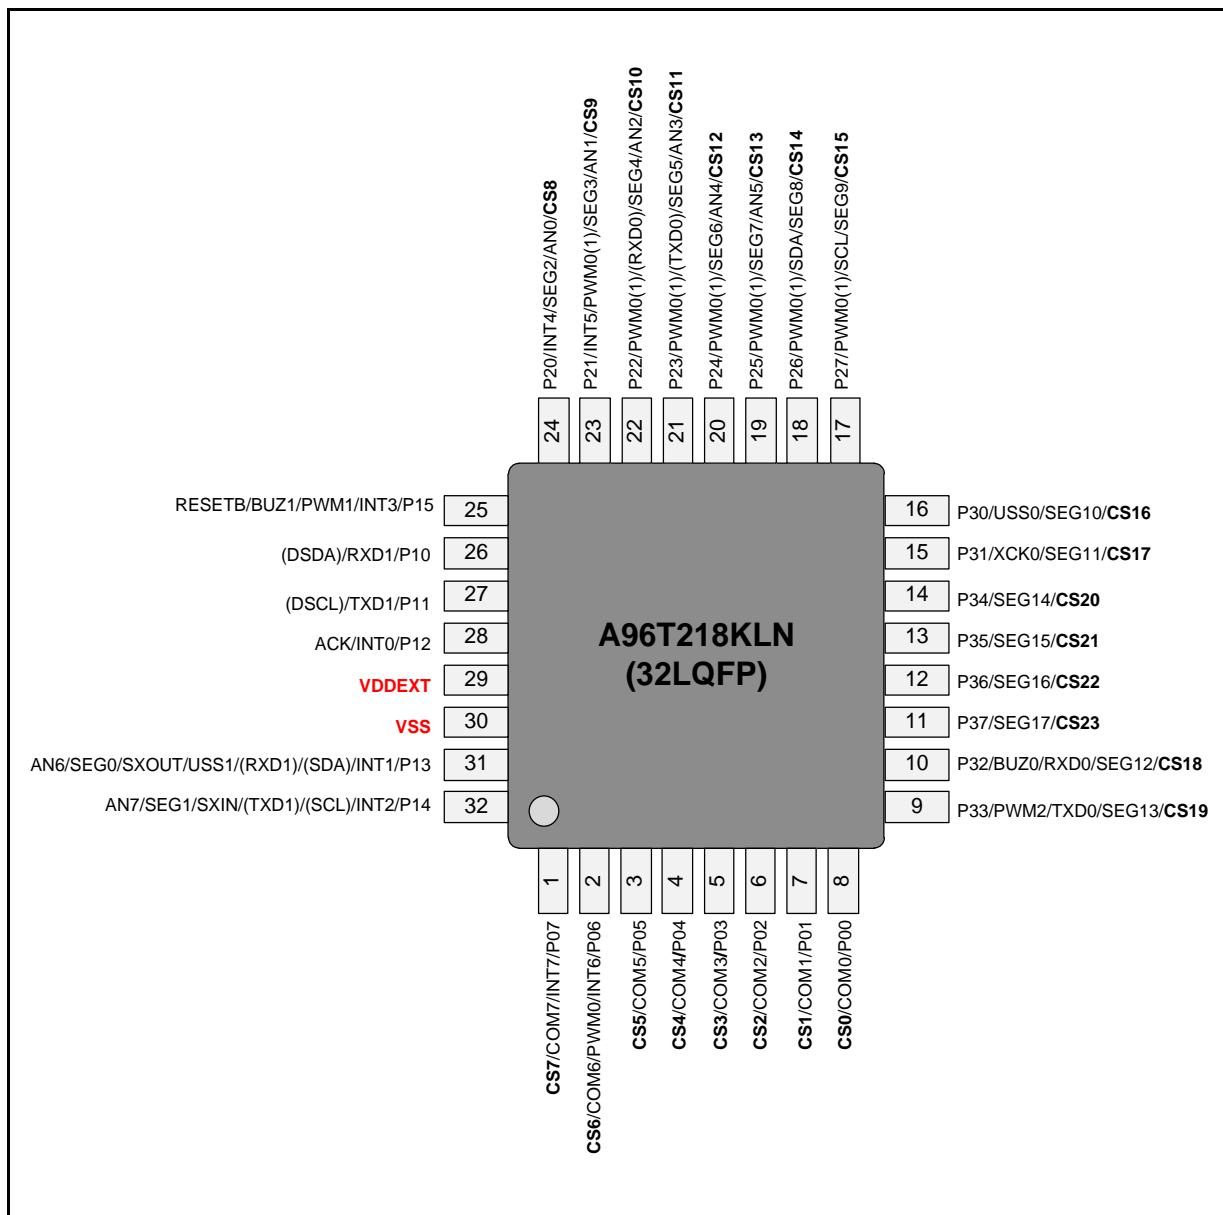 P20/INT4/SEG2/AN0/CS8
P21/INT5/PWM0(1)/SEG3/AN1/CS9
P22/PWM0(1)/(RXD0)/SEG4/AN2/CS10
P23/PWM0(1)/(TXD0)/SEG5/AN3/CS11
P24/PWM0(1)/SEG6/AN4/CS12
P25/PWM0(1)/SEG7/AN5/CS13
P26/PWM0(1)/SDA/SEG8/CS14
P27/PWM0(1)/SCL/SEG9/CS15
24
23
22
21
20
19
18
17
RESETB/BUZ1/PWM1/INT3/P15
25
(DSDA)/RXD1/P10
26
(DSCL)/TXD1/P11
27
ACK/INT0/P12
28
VDDEXT
29
VSS
30
AN6/SEG0/SXOUT/USS1/(RXD1)/(SDA)/INT1/P13
31
AN7/SEG1/SXIN/(TXD1)/(SCL)/INT2/P14
32
A96T218KLN
(32LQFP)
16
P30/USS0/SEG10/CS16
15
P31/XCK0/SEG11/CS17
14
P34/SEG14/CS20
13
P35/SEG15/CS21
12
P36/SEG16/CS22
11
P37/SEG17/CS23
10
P32/BUZ0/RXD0/SEG12/CS18
9
P33/PWM2/TXD0/SEG13/CS19
1
2
3
4
5
6
7
8
CS7/COM7/INT7/P07
CS6/COM6/PWM0/INT6/P06
CS5/COM5/P05
CS4/COM4/P04
CS3/COM3/P03
CS2/COM2/P02
CS1/COM1/P01
CS0/COM0/P00